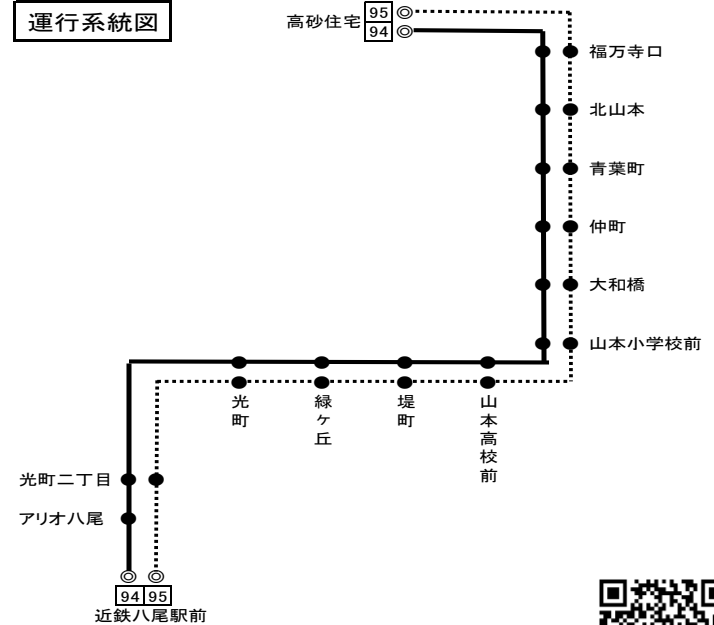 運行系統図
95
高砂住宅
94
福万寺口
北山本
青葉町
仲町
大和橋
山本小学校前
光町
緑ヶ丘
堤町
山本高校前
光町二丁目
アリオ八尾
94 95
近鉄八尾駅前